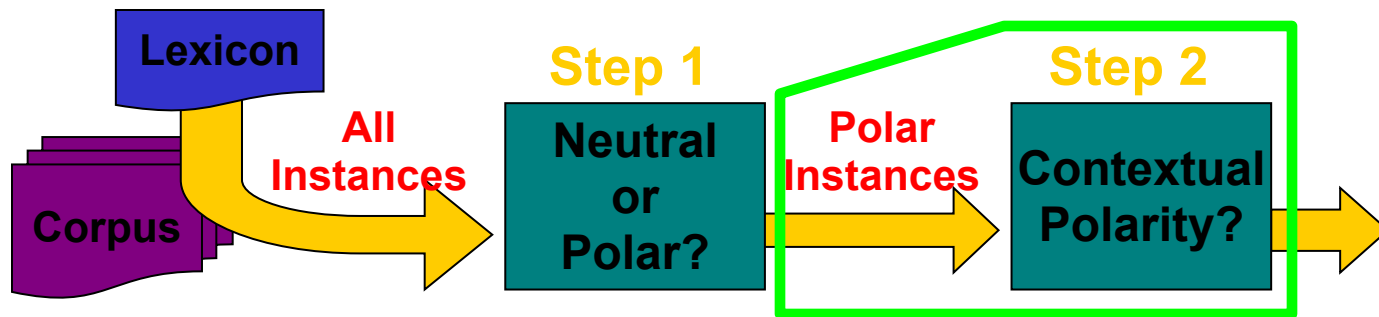 Lexicon
Corpus
All
Instances
Step 1
Neutral
or
Polar?
Polar
Instances
Step 2
Contextual
Polarity?